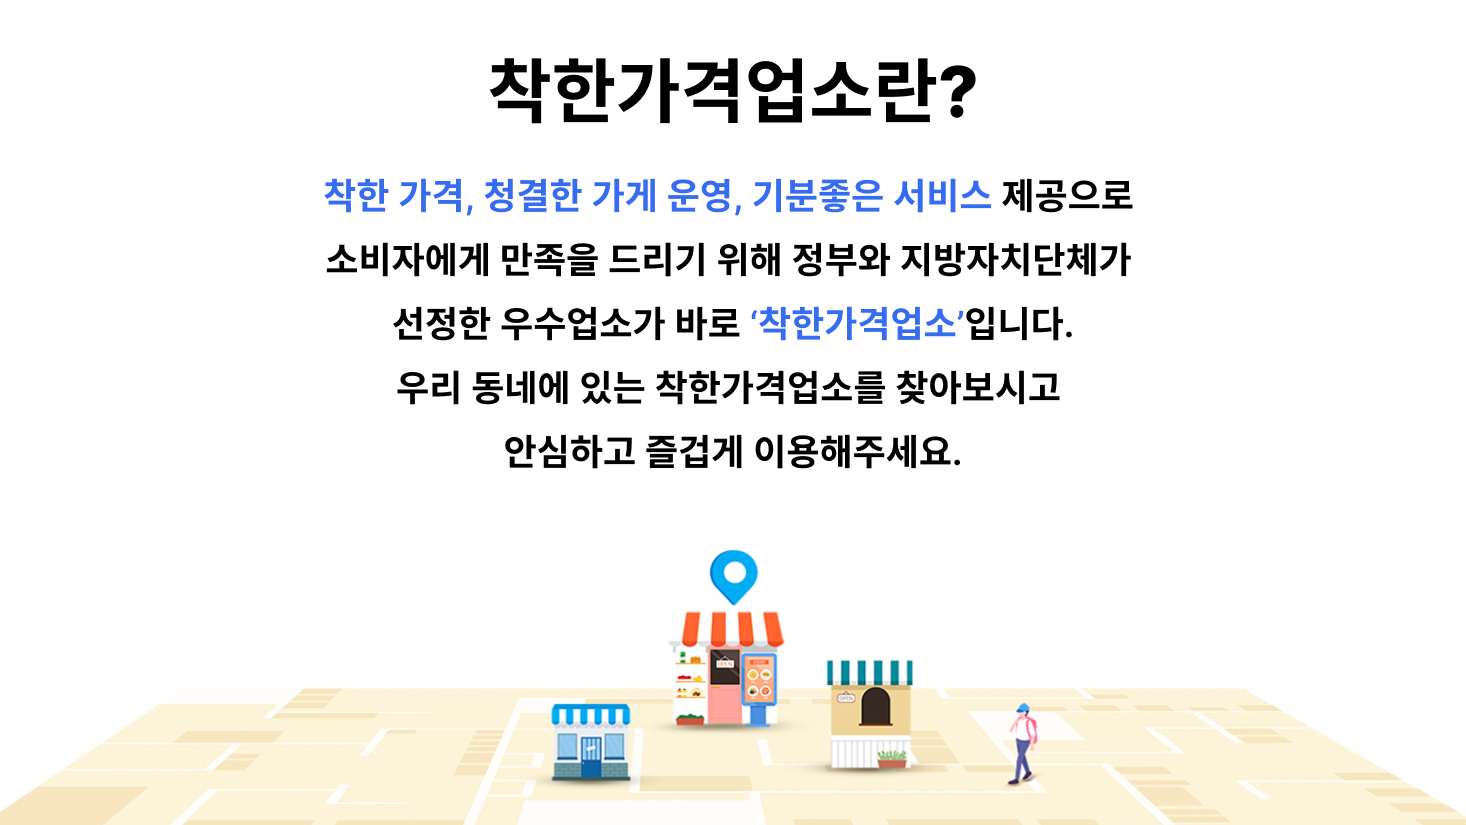 착한가격업소란?
착한 가격, 청결한 가게 운영, 기분좋은 서비스 제공으로
소비자에게 만족을 드리기 위해 정부와 지방자치단체가
선정한 우수업소가 바로 ‘착한가격업소’입니다.
우리 동네에 있는 착한가격업소를 찾아보시고
안심하고 즐겁게 이용해주세요.
OPEN
OPEN